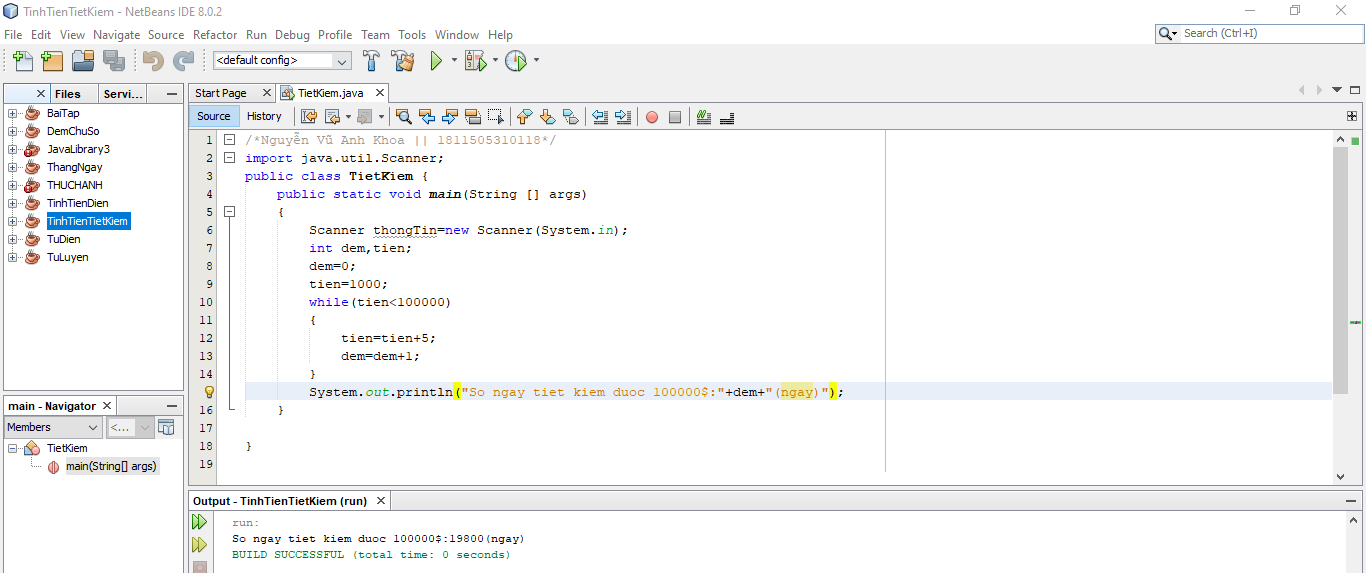 TinhTienTietKiem - NetBeans IDE 8.0.2
File Edit View Navigate Source Refactor Run Debug Profile Team Tools Window Help
Search (Ctrl+I)
<default config>
Files Servi...
Start Page TietKiem.java
Source History
BaiTap
DemChuSo
JavaLibrary3
ThangNgay
THUCHANH
TinhTienDien
TinhTienTietKiem
TuDien
TuLuyen
1 /*Nguyễn Vũ Anh Khoa || 1811505310118*/
2 import java.util.Scanner;
3 public class TietKiem {
4 public static void main(String [] args)
5 {
6 Scanner thongTin=new Scanner(System.in);
7 int dem,tien;
8 dem=0;
9 tien=1000;
10 while(tien<100000)
11 {
12 tien=tien+5;
13 dem=dem+1;
14 }
System.out.println("So ngay tiet kiem duoc 100000$:"+dem+"(ngay)");
16 }
17
18 }
19
main - Navigator
Members <...
TietKiem
main(String[] args)
Output - TinhTienTietKiem (run)
run:
So ngay tiet kiem duoc 100000$:19800(ngay)
BUILD SUCCESSFUL (total time: 0 seconds)